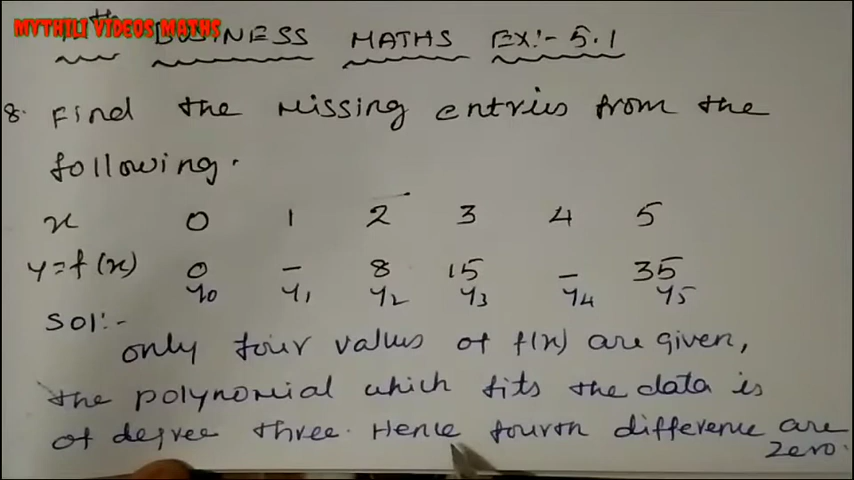 MYTHILI VIDEOS MATHS
th BUSINESS MATHS EX:- 5.1
8. Find the Missing entries from the
following.
x 0 1 2 3 4 5
y=f(x) 0 – 8 15 – 35
y0 y1 y2 y3 y4 y5
Sol:-
only four values of f(x) are given,
the polynomial which fits the data is
of degree three. Hence fourth difference are
zero.